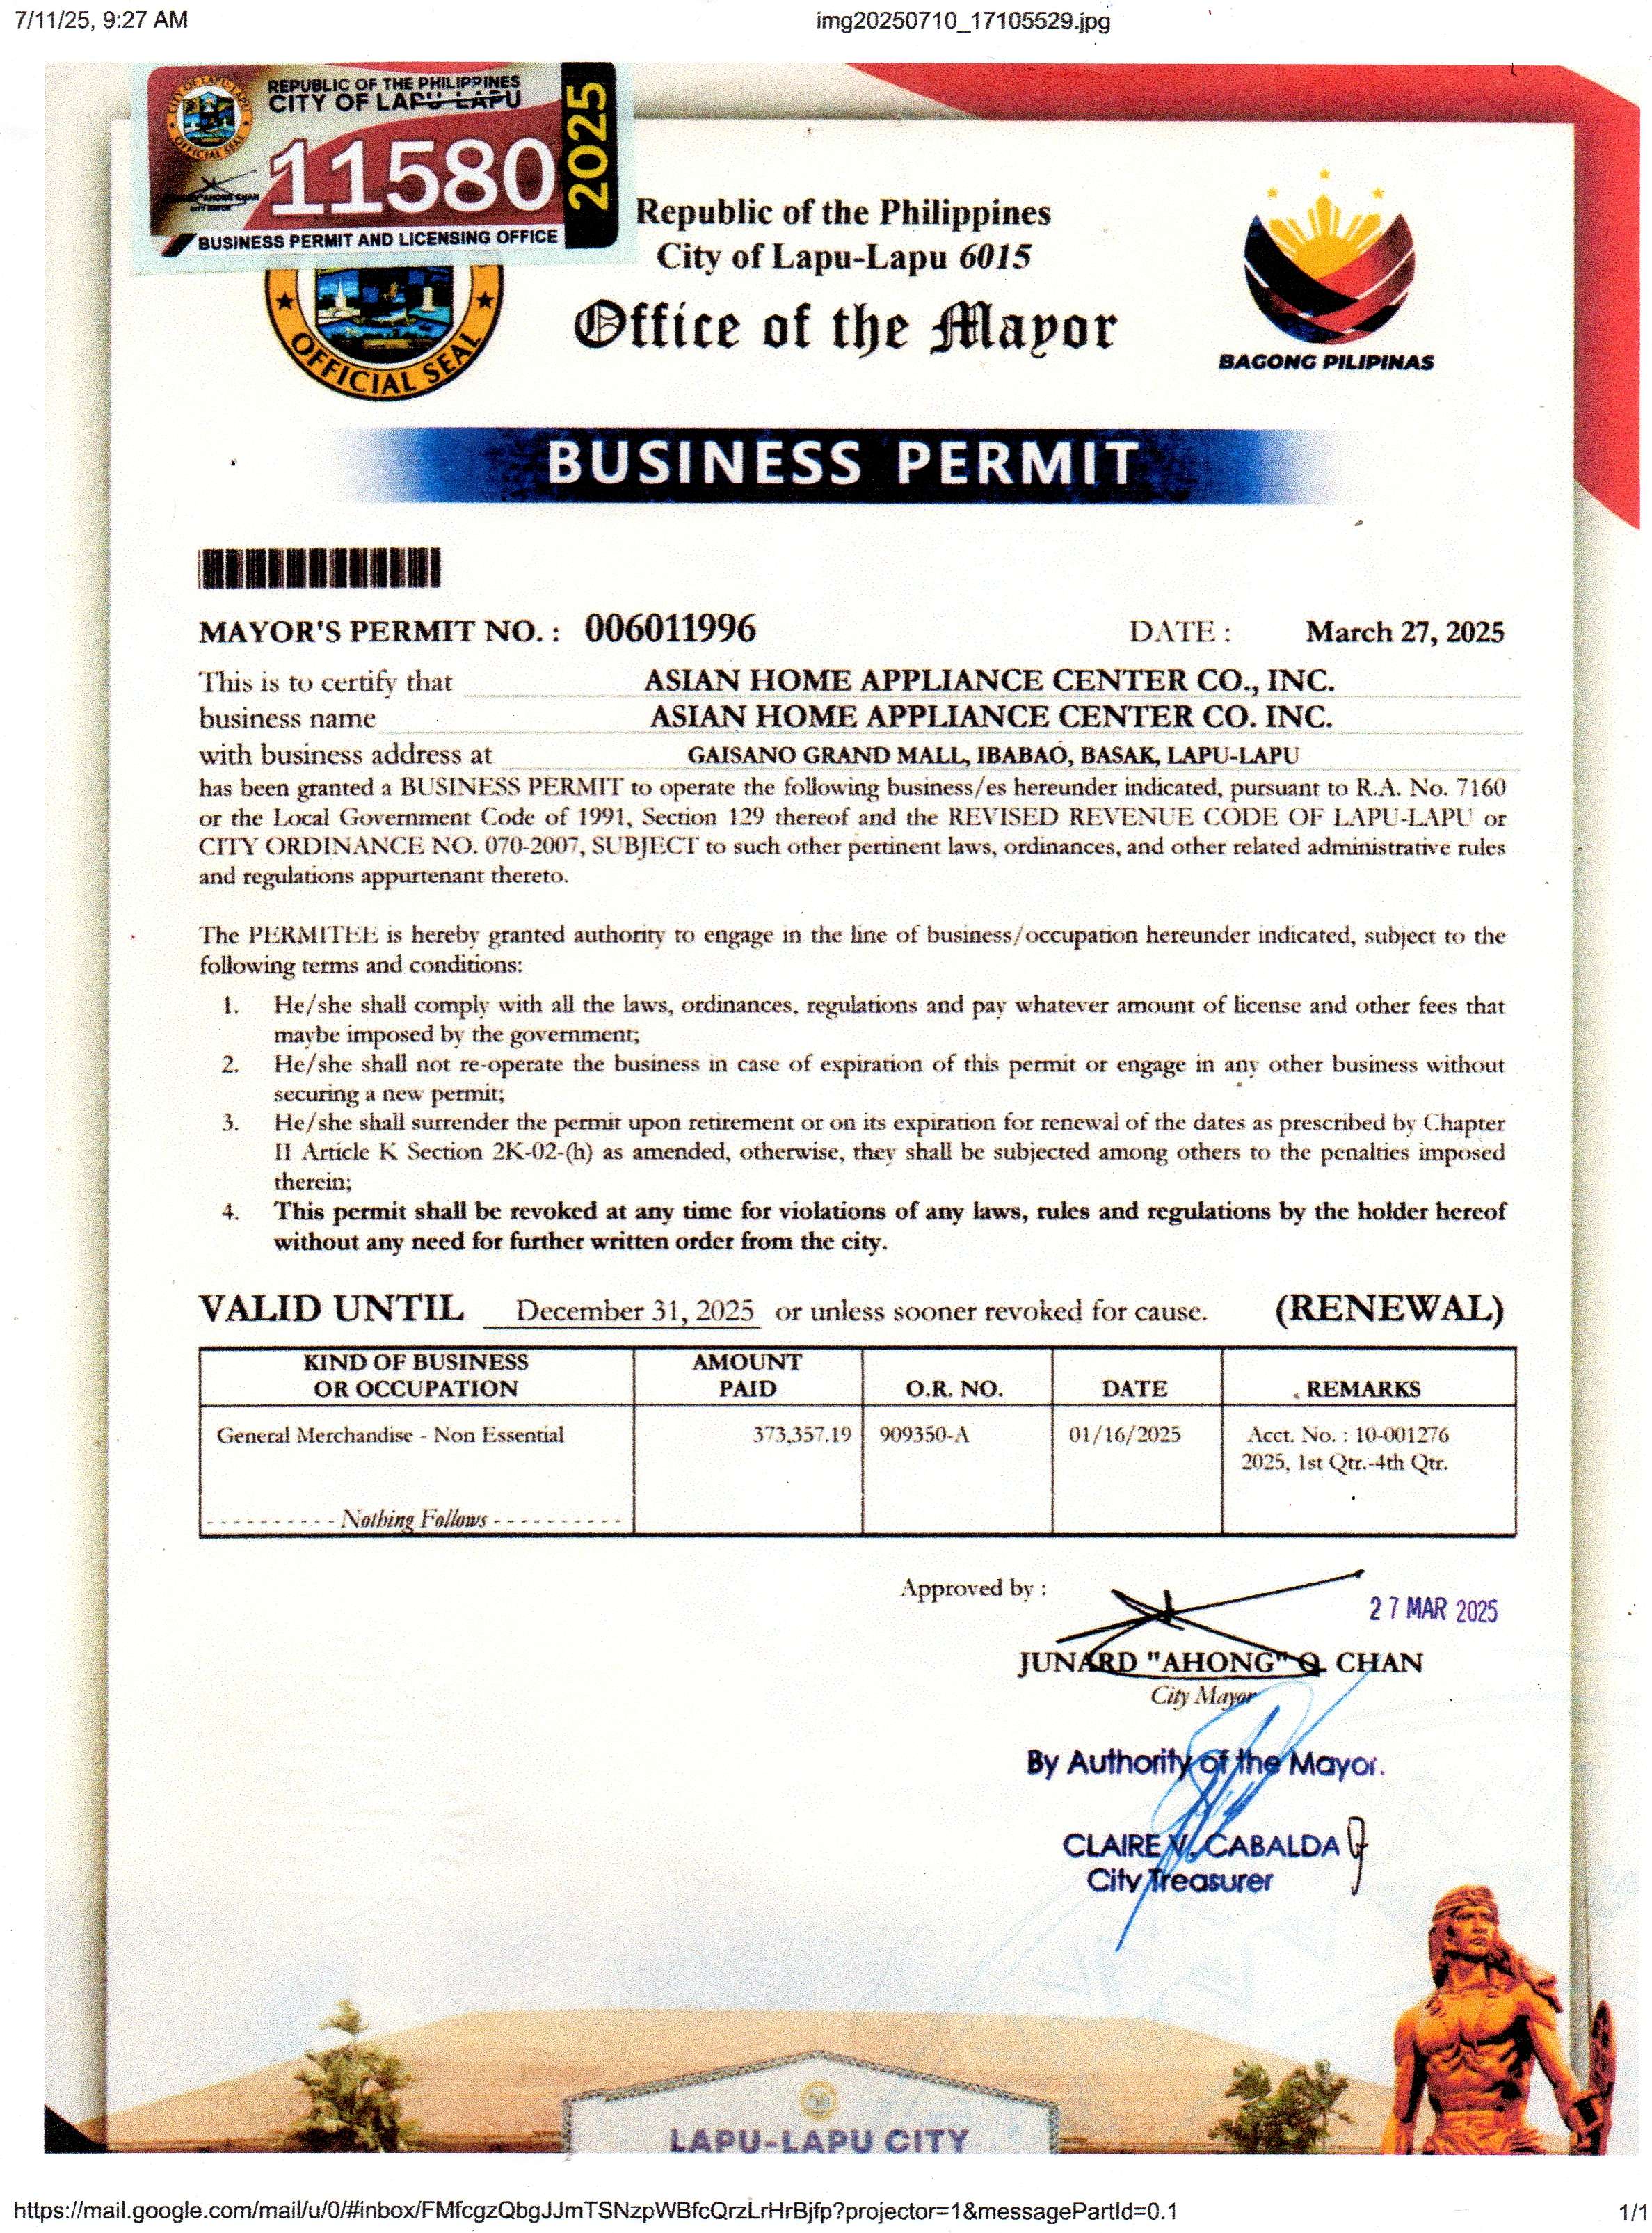 7/11/25, 9:27 AM
img20250710_17105529.jpg
REPUBLIC OF THE PHILIPPINES
CITY OF LAPU-LAPU
11580
2025
BUSINESS PERMIT AND LICENSING OFFICE
OFFICIAL SEAL
Republic of the Philippines
City of Lapu-Lapu 6015
Office of the Mayor
BAGONG PILIPINAS
BUSINESS PERMIT
MAYOR'S PERMIT NO. : 006011996
DATE : March 27, 2025
This is to certify that ASIAN HOME APPLIANCE CENTER CO., INC.
business name ASIAN HOME APPLIANCE CENTER CO. INC.
with business address at GAISANO GRAND MALL, IBABAO, BASAK, LAPU-LAPU
has been granted a BUSINESS PERMIT to operate the following business/es hereunder indicated, pursuant to R.A. No. 7160
or the Local Government Code of 1991, Section 129 thereof and the REVISED REVENUE CODE OF LAPU-LAPU or
CITY ORDINANCE NO. 070-2007, SUBJECT to such other pertinent laws, ordinances, and other related administrative rules
and regulations appurtenant thereto.
The PERMITEE is hereby granted authority to engage in the line of business/occupation hereunder indicated, subject to the
following terms and conditions:
1. He/she shall comply with all the laws, ordinances, regulations and pay whatever amount of license and other fees that
maybe imposed by the government;
2. He/she shall not re-operate the business in case of expiration of this permit or engage in any other business without
securing a new permit;
3. He/she shall surrender the permit upon retirement or on its expiration for renewal of the dates as prescribed by Chapter
II Article K Section 2K-02-(h) as amended, otherwise, they shall be subjected among others to the penalties imposed
therein;
4. This permit shall be revoked at any time for violations of any laws, rules and regulations by the holder hereof
without any need for further written order from the city.
VALID UNTIL December 31, 2025 or unless sooner revoked for cause. (RENEWAL)
KIND OF BUSINESS
OR OCCUPATION
AMOUNT
PAID
O.R. NO.
DATE
REMARKS
General Merchandise - Non Essential 373,357.19 909350-A 01/16/2025 Acct. No. : 10-001276
2025, 1st Qtr.-4th Qtr.
- - - - - - - - - - Nothing Follows - - - - - - - - - -
Approved by :
27 MAR 2025
JUNARD "AHONG" Q. CHAN
City Mayor
By Authority of the Mayor.
CLAIRE V. CABALDA
City Treasurer
LAPU-LAPU CITY
https://mail.google.com/mail/u/0/#inbox/FMfcgzQbgJJmTSNzpWBfcQrzLrHrBjfp?projector=1&messagePartId=0.1
1/1